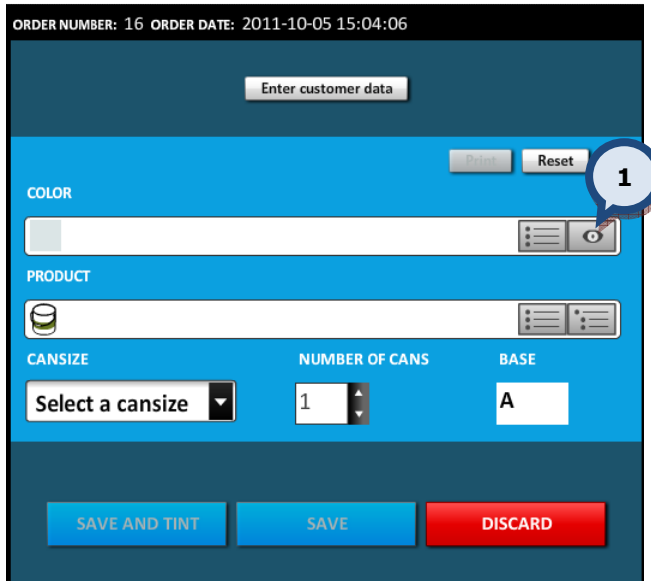 ORDER NUMBER: 16 ORDER DATE: 2011-10-05 15:04:06
Enter customer data
Print Reset
1
COLOR
PRODUCT
CANSIZE NUMBER OF CANS BASE
Select a cansize 1 A
SAVE AND TINT SAVE DISCARD